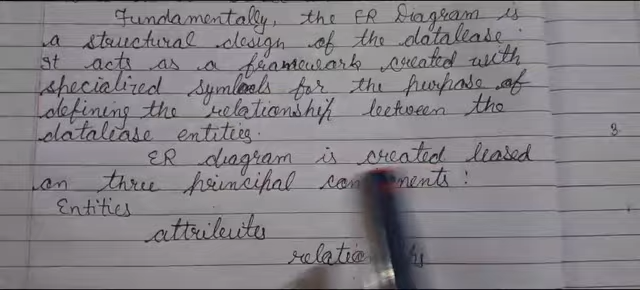 Fundamentally, the ER Diagram is
a structural design of the database.
It acts as a framework created with
specialized symbols for the purpose of
defining the relationship between the
database entities.
ER diagram is created based
on three principal
Entities
attributes